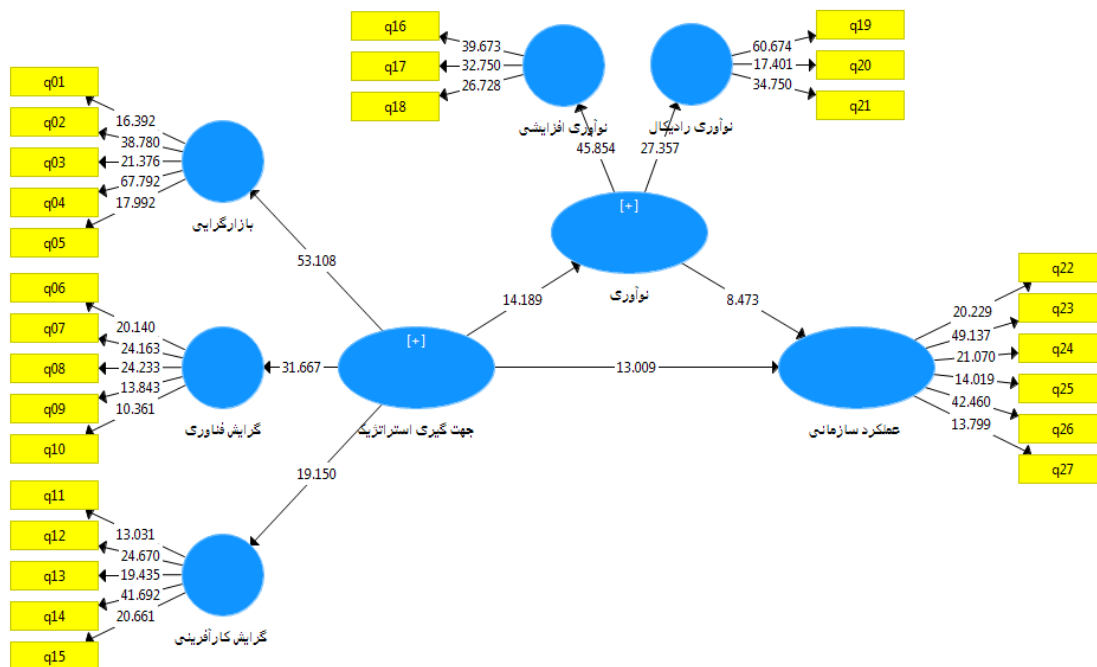 q16
q17
q18
39.673
32.750
26.728
نوآوری افزایشی
q19
q20
q21
60.674
17.401
34.750
نوآوری رادیکال
45.854
27.357
[+]
نوآوری
q01
q02
q03
q04
q05
16.392
38.780
21.376
67.792
17.992
بازارگرایی
53.108
q06
q07
q08
q09
q10
20.140
24.163
24.233
13.843
10.361
گرایش فناوری
31.667
[+]
جهت گیری استراتژیک
14.189
8.473
13.009
q22
q23
q24
q25
q26
q27
20.229
49.137
21.070
14.019
42.460
13.799
عملکرد سازمانی
19.150
q11
q12
q13
q14
q15
13.031
24.670
19.435
41.692
20.661
گرایش کارآفرینی